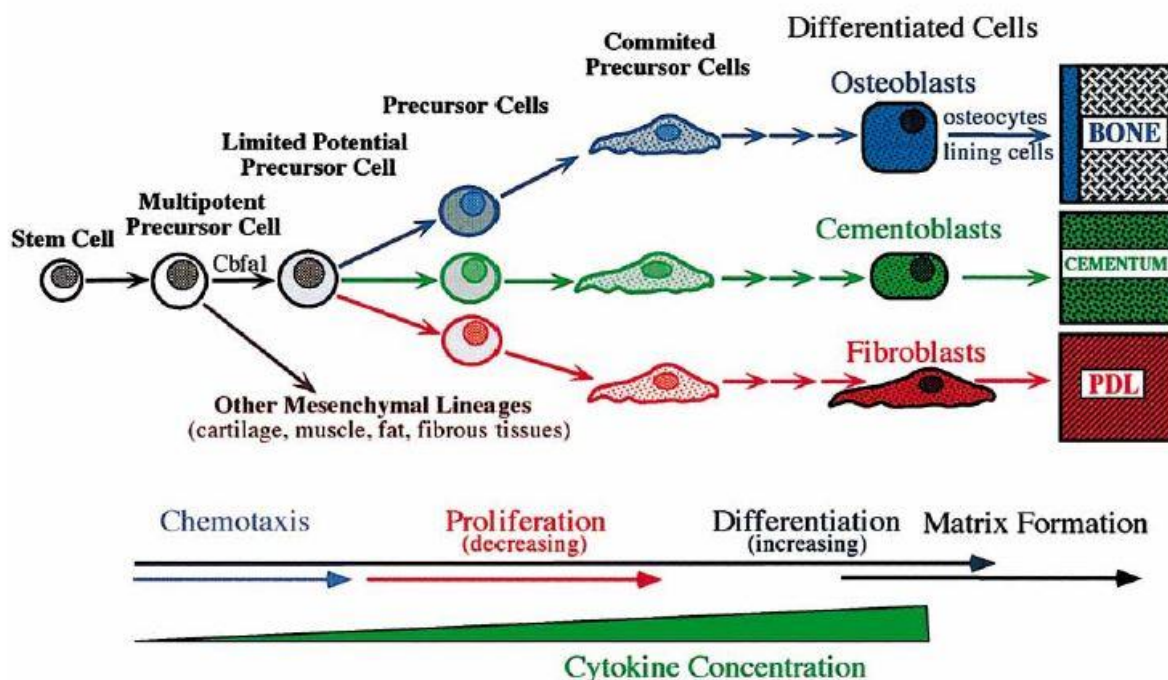 Differentiated Cells
Commited
Precursor Cells
Precursor Cells
Limited Potential
Precursor Cell
Multipotent
Precursor Cell
Stem Cell
Cbfal
Osteoblasts
osteocytes
lining cells
BONE
Cementoblasts
CEMENTUM
Fibroblasts
PDL
Other Mesenchymal Lineages
(cartilage, muscle, fat, fibrous tissues)
Chemotaxis
Proliferation
(decreasing)
Differentiation
(increasing)
Matrix Formation
Cytokine Concentration